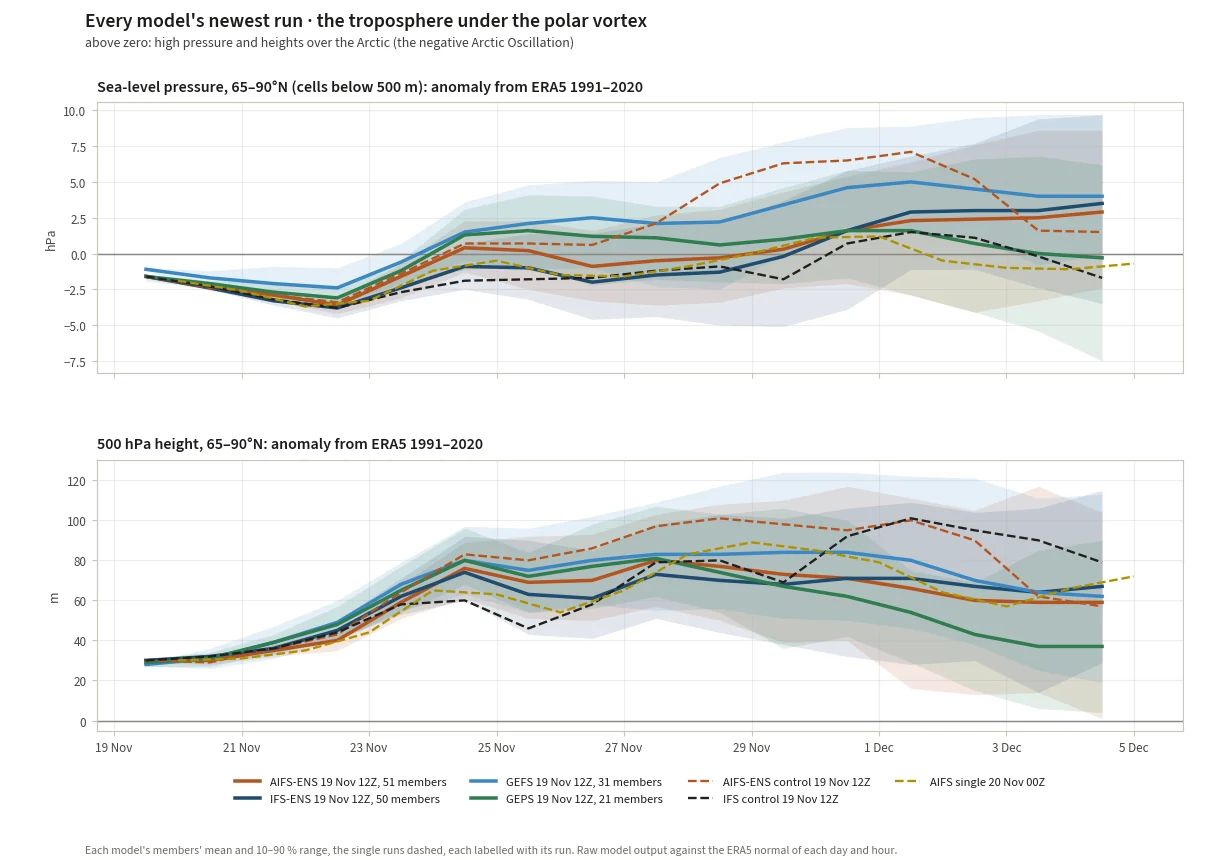 Every model's newest run · the troposphere under the polar vortex
above zero: high pressure and heights over the Arctic (the negative Arctic Oscillation)
Sea-level pressure, 65–90°N (cells below 500 m): anomaly from ERA5 1991–2020
10.0
7.5
5.0
2.5
0.0
−2.5
−5.0
−7.5
hPa
500 hPa height, 65–90°N: anomaly from ERA5 1991–2020
120
100
80
60
40
20
0
m
19 Nov 21 Nov 23 Nov 25 Nov 27 Nov 29 Nov 1 Dec 3 Dec 5 Dec
AIFS-ENS 19 Nov 12Z, 51 members GEFS 19 Nov 12Z, 31 members AIFS-ENS control 19 Nov 12Z AIFS single 20 Nov 00Z
IFS-ENS 19 Nov 12Z, 50 members GEPS 19 Nov 12Z, 21 members IFS control 19 Nov 12Z
Each model's members' mean and 10–90 % range, the single runs dashed, each labelled with its run. Raw model output against the ERA5 normal of each day and hour.